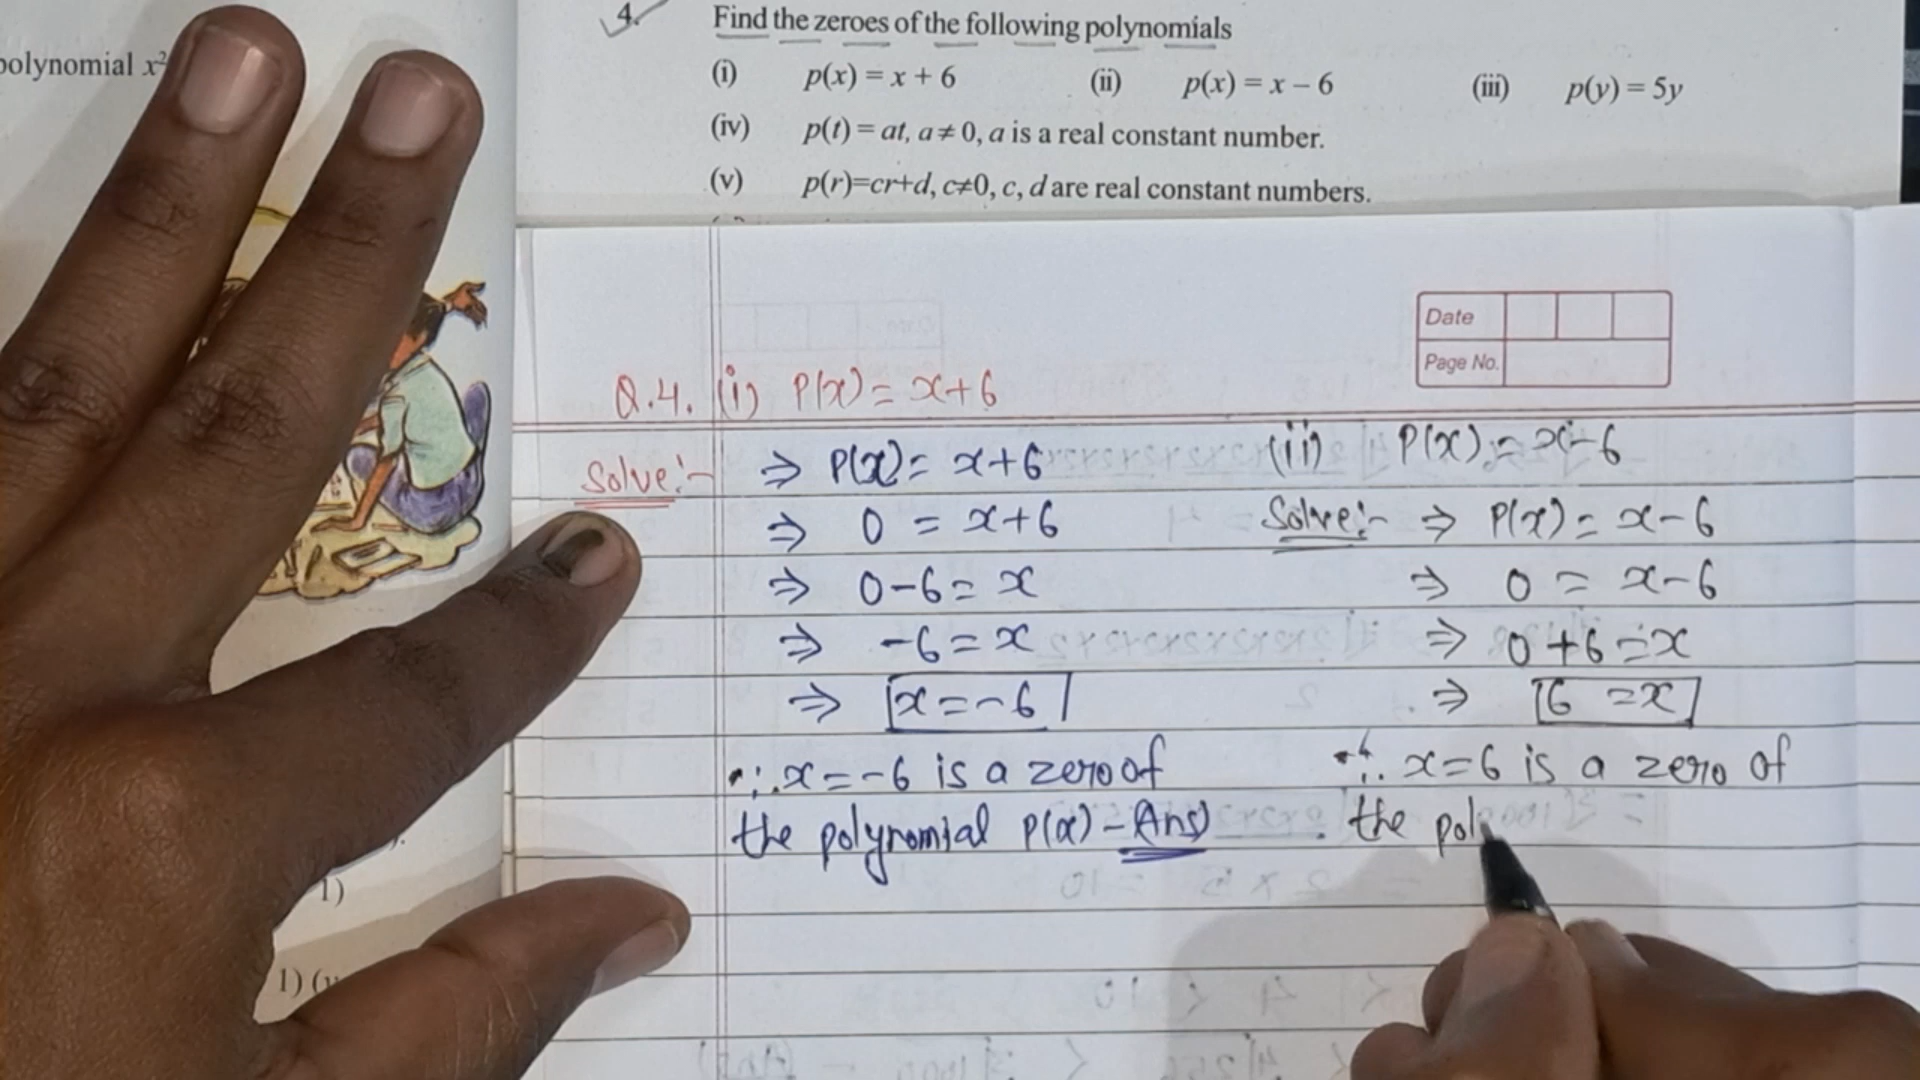 polynomial x²
4. Find the zeroes of the following polynomials
(i) p(x) = x + 6 (ii) p(x) = x – 6 (iii) p(y) = 5y
(iv) p(t) = at, a ≠ 0, a is a real constant number.
(v) p(r)=cr+d, c≠0, c, d are real constant numbers.
Date
Page No.
Q.4. (i) P(x) = x+6
Solve:- ⇒ P(x) = x+6
⇒ 0 = x+6
⇒ 0-6 = x
⇒ -6 = x
⇒ x = -6
∴ x = -6 is a zero of
the polynomial p(x) - Ans
(ii) P(x) = x-6
Solve:- ⇒ P(x) = x-6
⇒ 0 = x-6
⇒ 0+6 = x
⇒ 6 = x
∴ x=6 is a zero of
the pol
1)
1) (